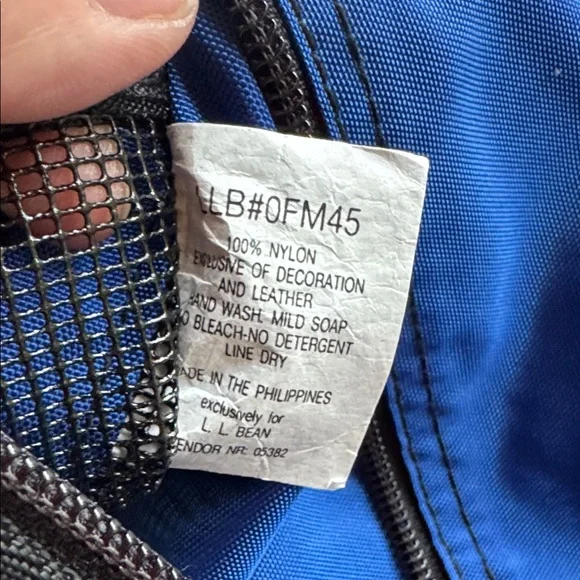 LLB#0FM45
100% NYLON
EXCLUSIVE OF DECORATION
AND LEATHER
HAND WASH. MILD SOAP
NO BLEACH-NO DETERGENT
LINE DRY
MADE IN THE PHILIPPINES
exclusively for
L. L. BEAN
VENDOR NR: 05382